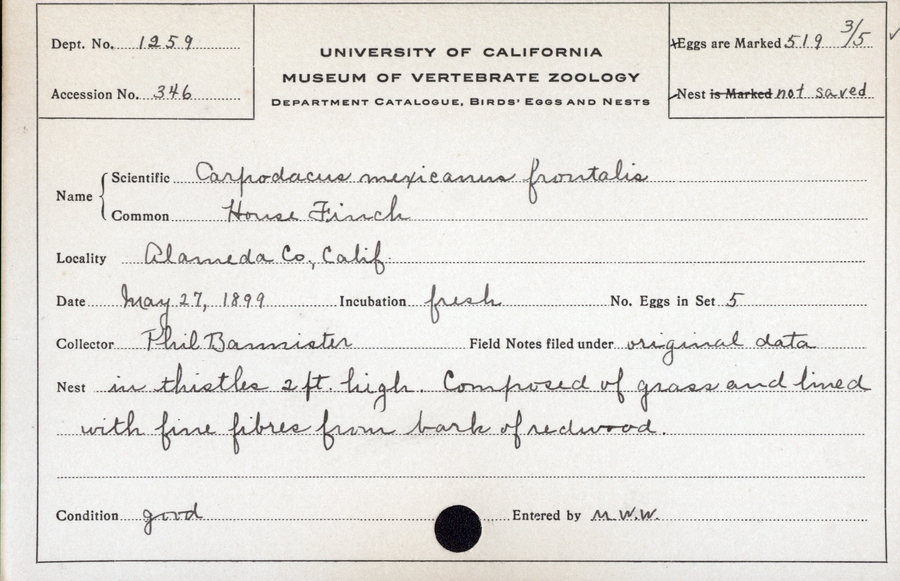 Dept. No. 1259
Accession No. 346
UNIVERSITY OF CALIFORNIA
MUSEUM OF VERTEBRATE ZOOLOGY
DEPARTMENT CATALOGUE, BIRDS' EGGS AND NESTS
Eggs are Marked 519 3/5
Nest is Marked not saved
Name
Scientific Carpodacus mexicanus frontalis
Common House Finch
Locality Alameda Co., Calif.
Date May 27, 1899 Incubation fresh No. Eggs in Set 5
Collector Phil Bannister Field Notes filed under original data
Nest in thistles 2 ft. high. Composed of grass and lined
with fine fibres from bark of redwood.
Condition good Entered by M.W.W.